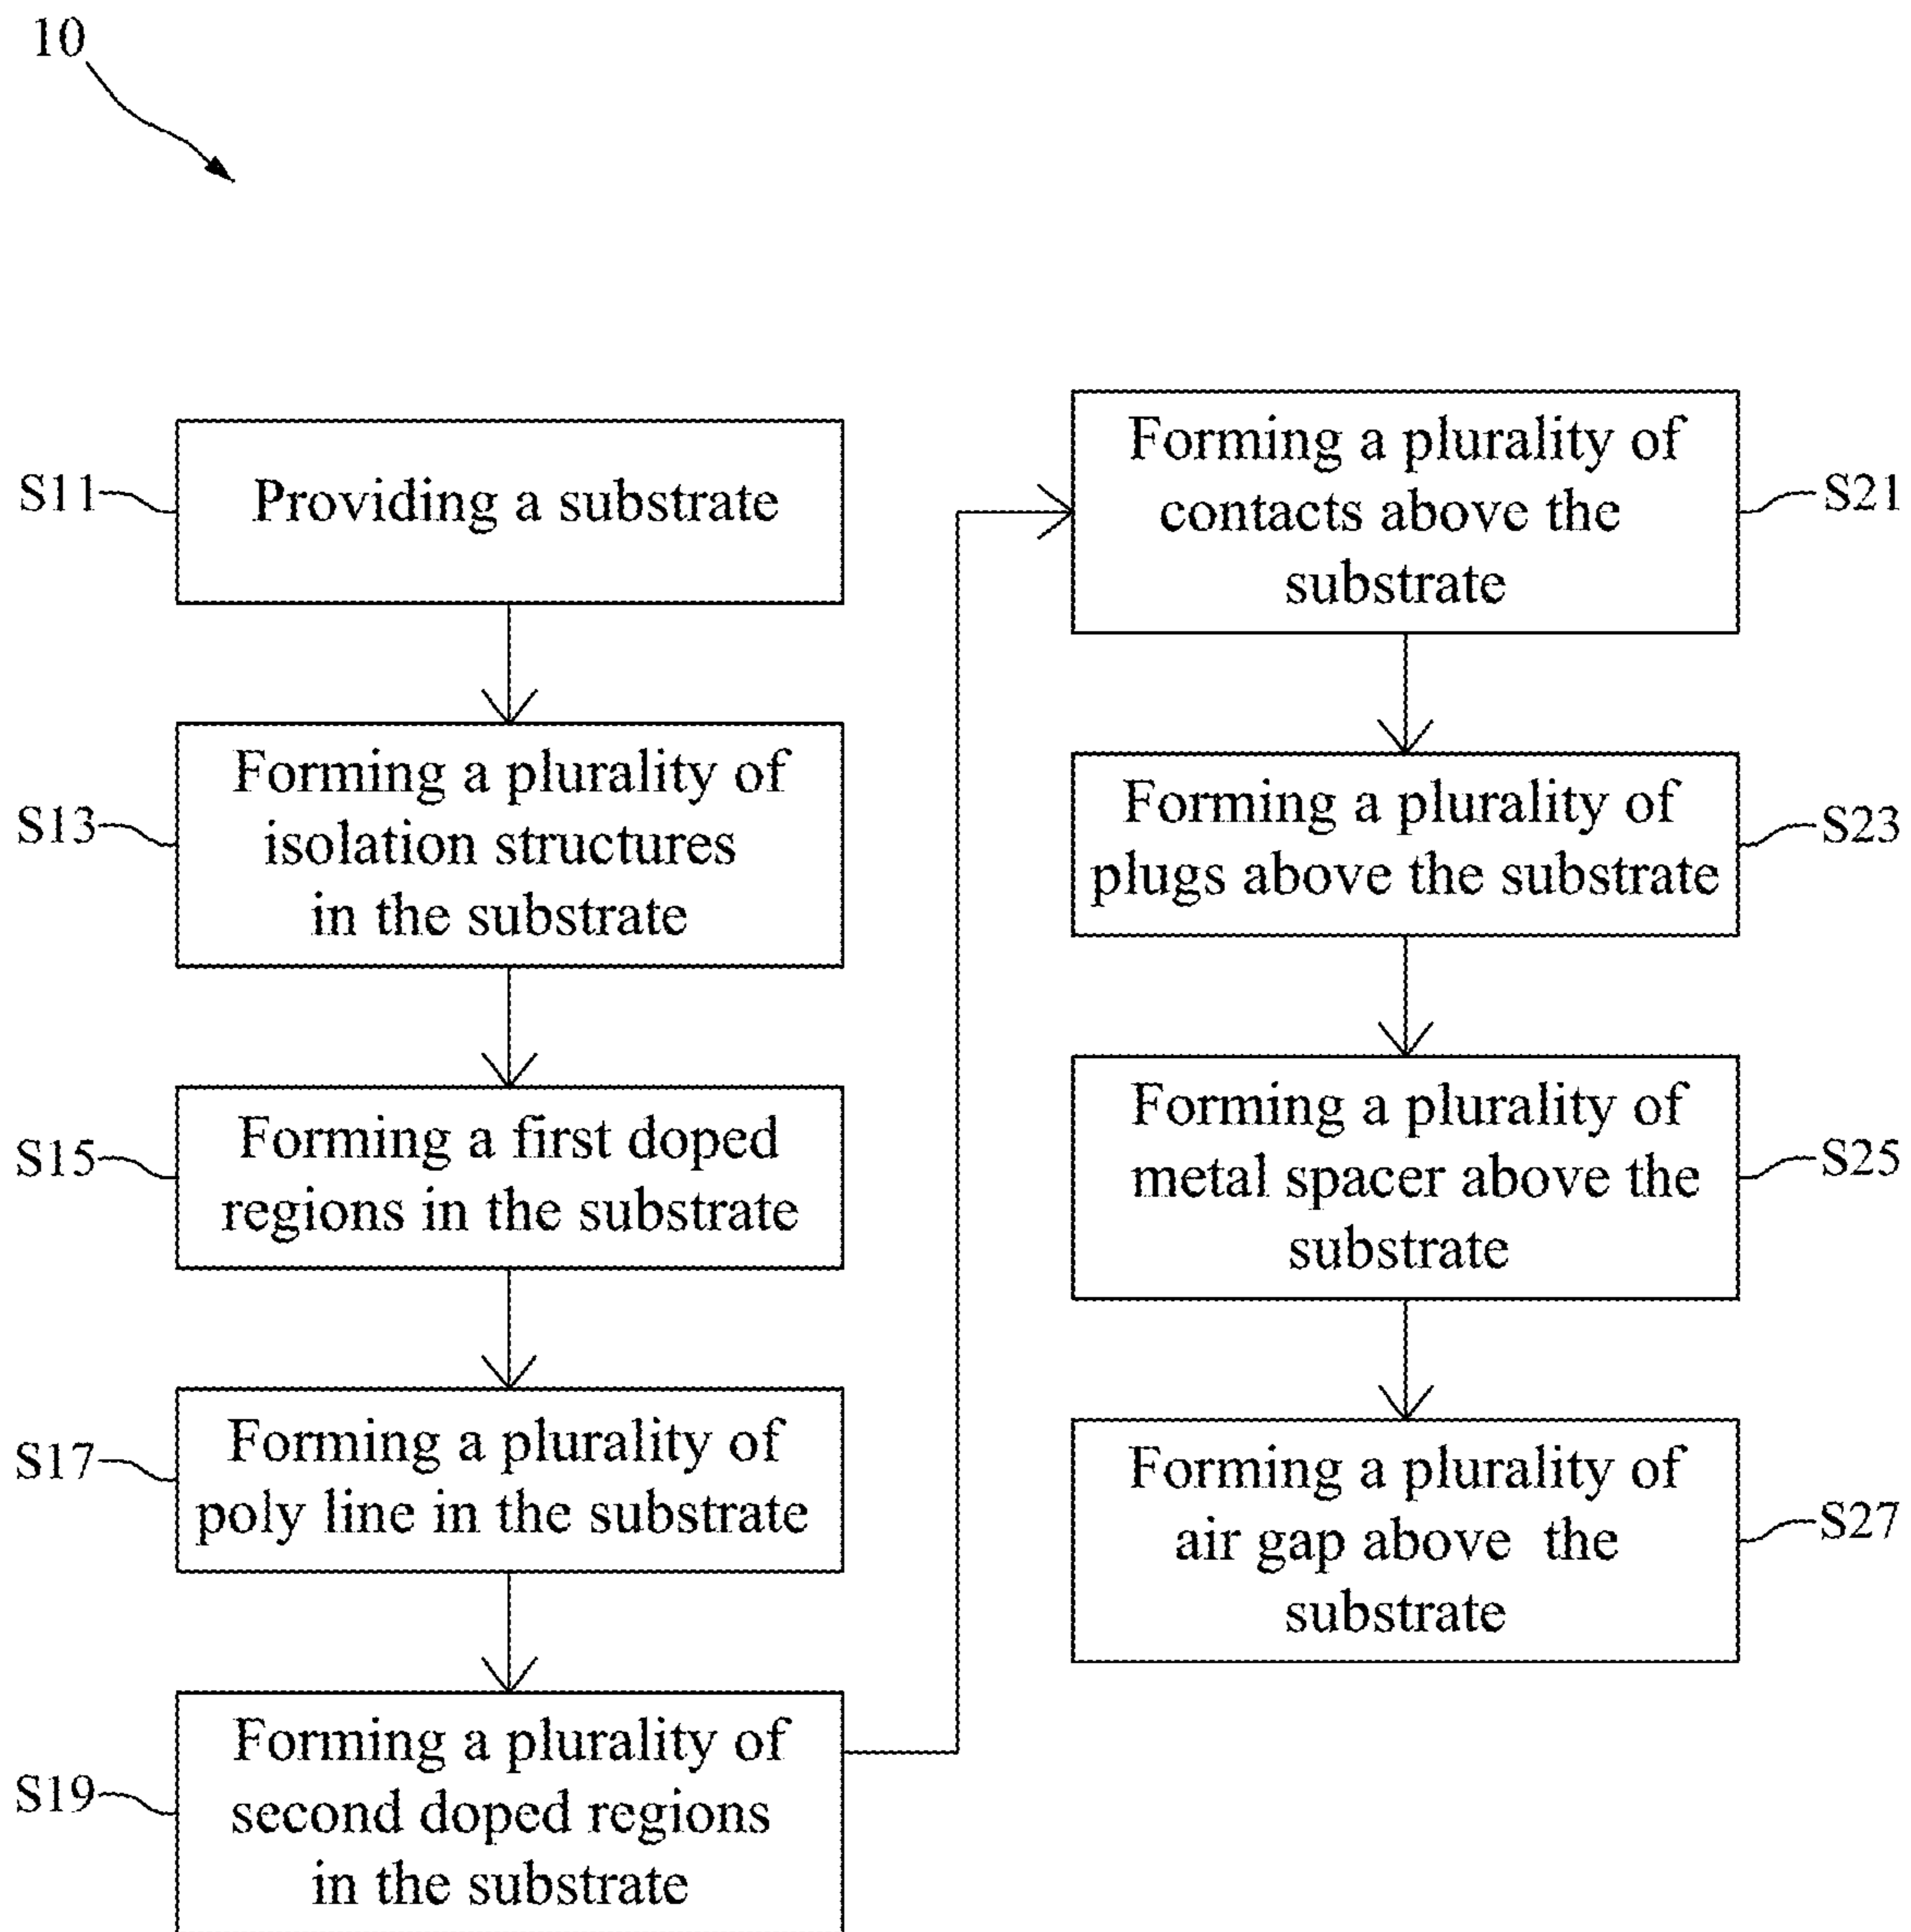 10
S11
Providing a substrate
S13
Forming a plurality of
isolation structures
in the substrate
S15
Forming a first doped
regions in the substrate
S17
Forming a plurality of
poly line in the substrate
S19
Forming a plurality of
second doped regions
in the substrate
Forming a plurality of
contacts above the
substrate
S21
Forming a plurality of
plugs above the substrate
S23
Forming a plurality of
metal spacer above the
substrate
S25
Forming a plurality of
air gap above the
substrate
S27